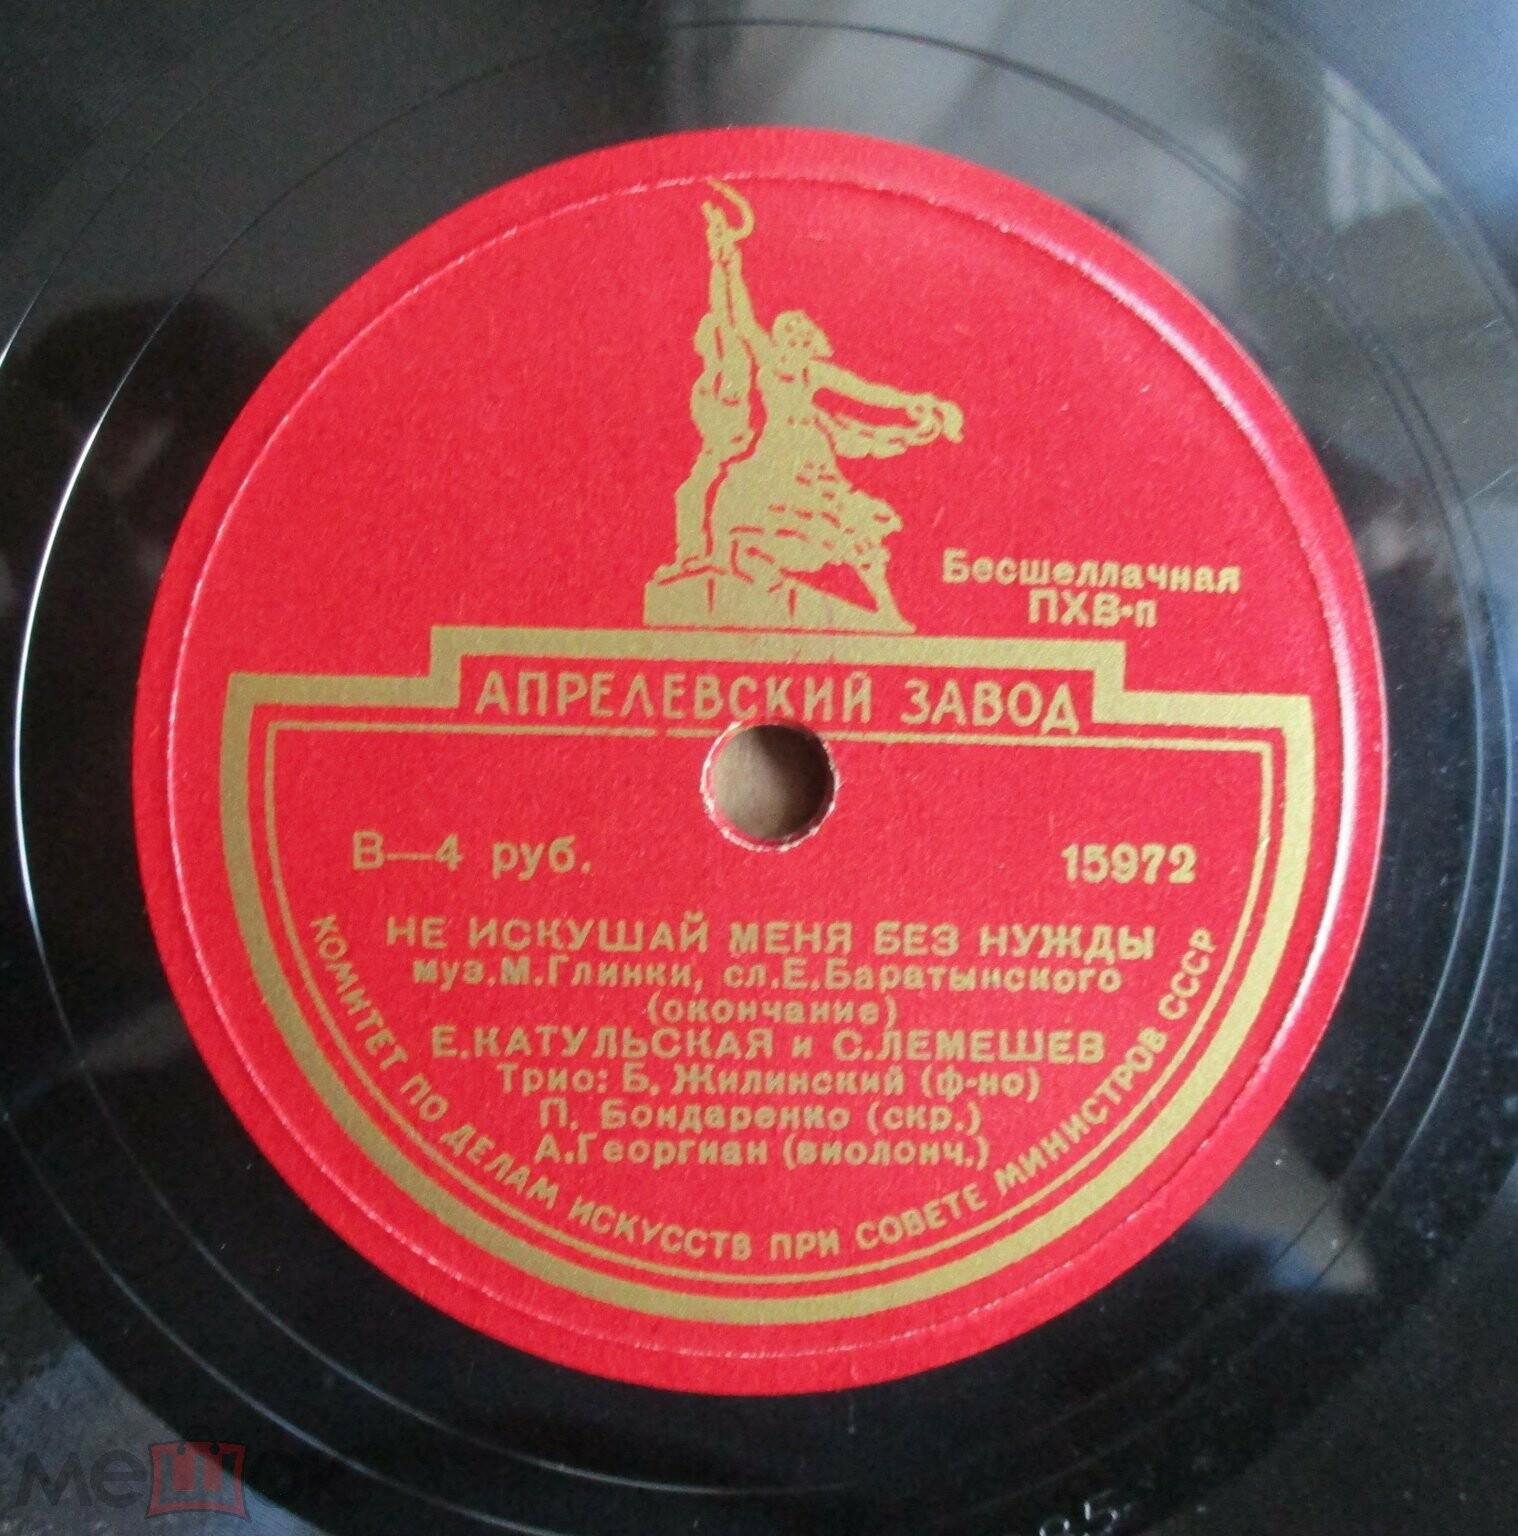 Бесшеллачная
ПХВ-п
АПРЕЛЕВСКИЙ ЗАВОД
В—4 руб.
15972
НЕ ИСКУШАЙ МЕНЯ БЕЗ НУЖДЫ
муз.М.Глинки, сл.Е.Баратынского
(окончание)
Е.КАТУЛЬСКАЯ и С.ЛЕМЕШЕВ
Трио: Б. Жилинский (ф-но)
П. Бондаренко (скр.)
А.Георгиан (виолонч.)
КОМИТЕТ ПО ДЕЛАМ ИСКУССТВ ПРИ СОВЕТЕ МИНИСТРОВ СССР
мешок